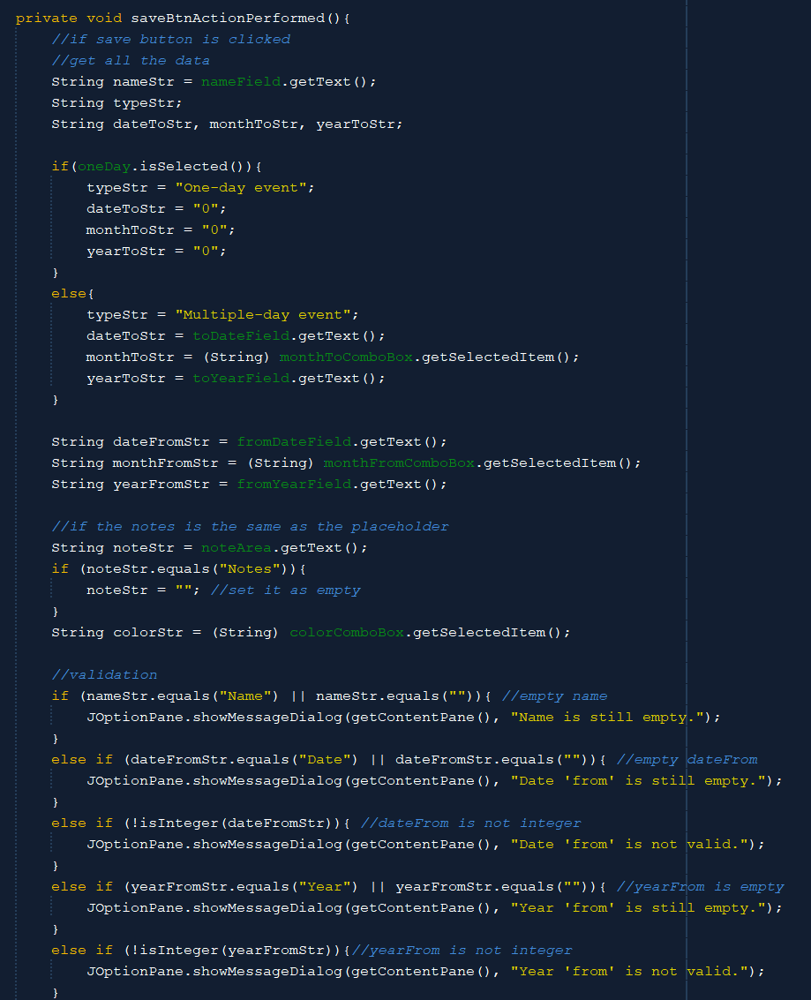 private void saveBtnActionPerformed(){
//if save button is clicked
//get all the data
String nameStr = nameField.getText();
String typeStr;
String dateToStr, monthToStr, yearToStr;
if(oneDay.isSelected()){
typeStr = "One-day event";
dateToStr = "0";
monthToStr = "0";
yearToStr = "0";
}
else{
typeStr = "Multiple-day event";
dateToStr = toDateField.getText();
monthToStr = (String) monthToComboBox.getSelectedItem();
yearToStr = toYearField.getText();
}
String dateFromStr = fromDateField.getText();
String monthFromStr = (String) monthFromComboBox.getSelectedItem();
String yearFromStr = fromYearField.getText();
//if the notes is the same as the placeholder
String noteStr = noteArea.getText();
if (noteStr.equals("Notes")){
noteStr = ""; //set it as empty
}
String colorStr = (String) colorComboBox.getSelectedItem();
//validation
if (nameStr.equals("Name") || nameStr.equals("")){ //empty name
JOptionPane.showMessageDialog(getContentPane(), "Name is still empty.");
}
else if (dateFromStr.equals("Date") || dateFromStr.equals("")){ //empty dateFrom
JOptionPane.showMessageDialog(getContentPane(), "Date 'from' is still empty.");
}
else if (!isInteger(dateFromStr)){ //dateFrom is not integer
JOptionPane.showMessageDialog(getContentPane(), "Date 'from' is not valid.");
}
else if (yearFromStr.equals("Year") || yearFromStr.equals("")){ //yearFrom is empty
JOptionPane.showMessageDialog(getContentPane(), "Year 'from' is still empty.");
}
else if (!isInteger(yearFromStr)){//yearFrom is not integer
JOptionPane.showMessageDialog(getContentPane(), "Year 'from' is not valid.");
}